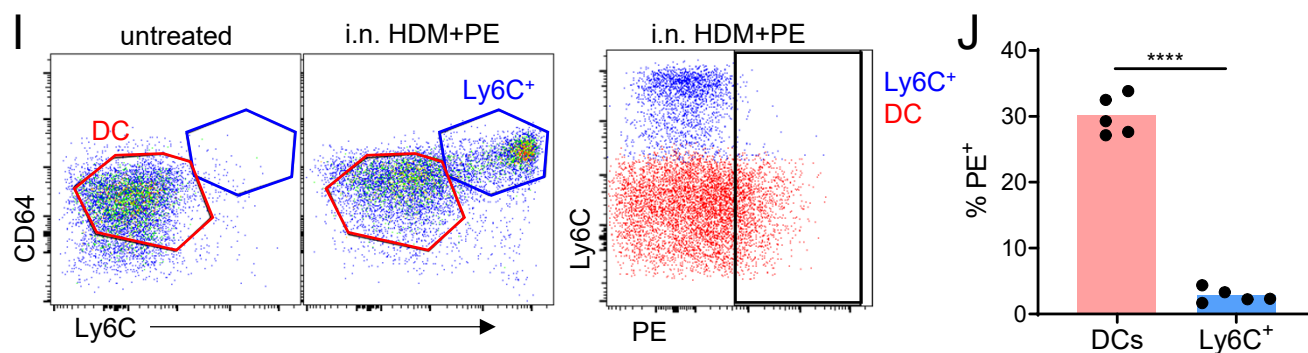 I
untreated
i.n. HDM+PE
DC
Ly6C⁺
CD64
Ly6C
i.n. HDM+PE
Ly6C⁺
DC
Ly6C
PE
J
% PE⁺
40
30
20
10
0
****
DCs
Ly6C⁺